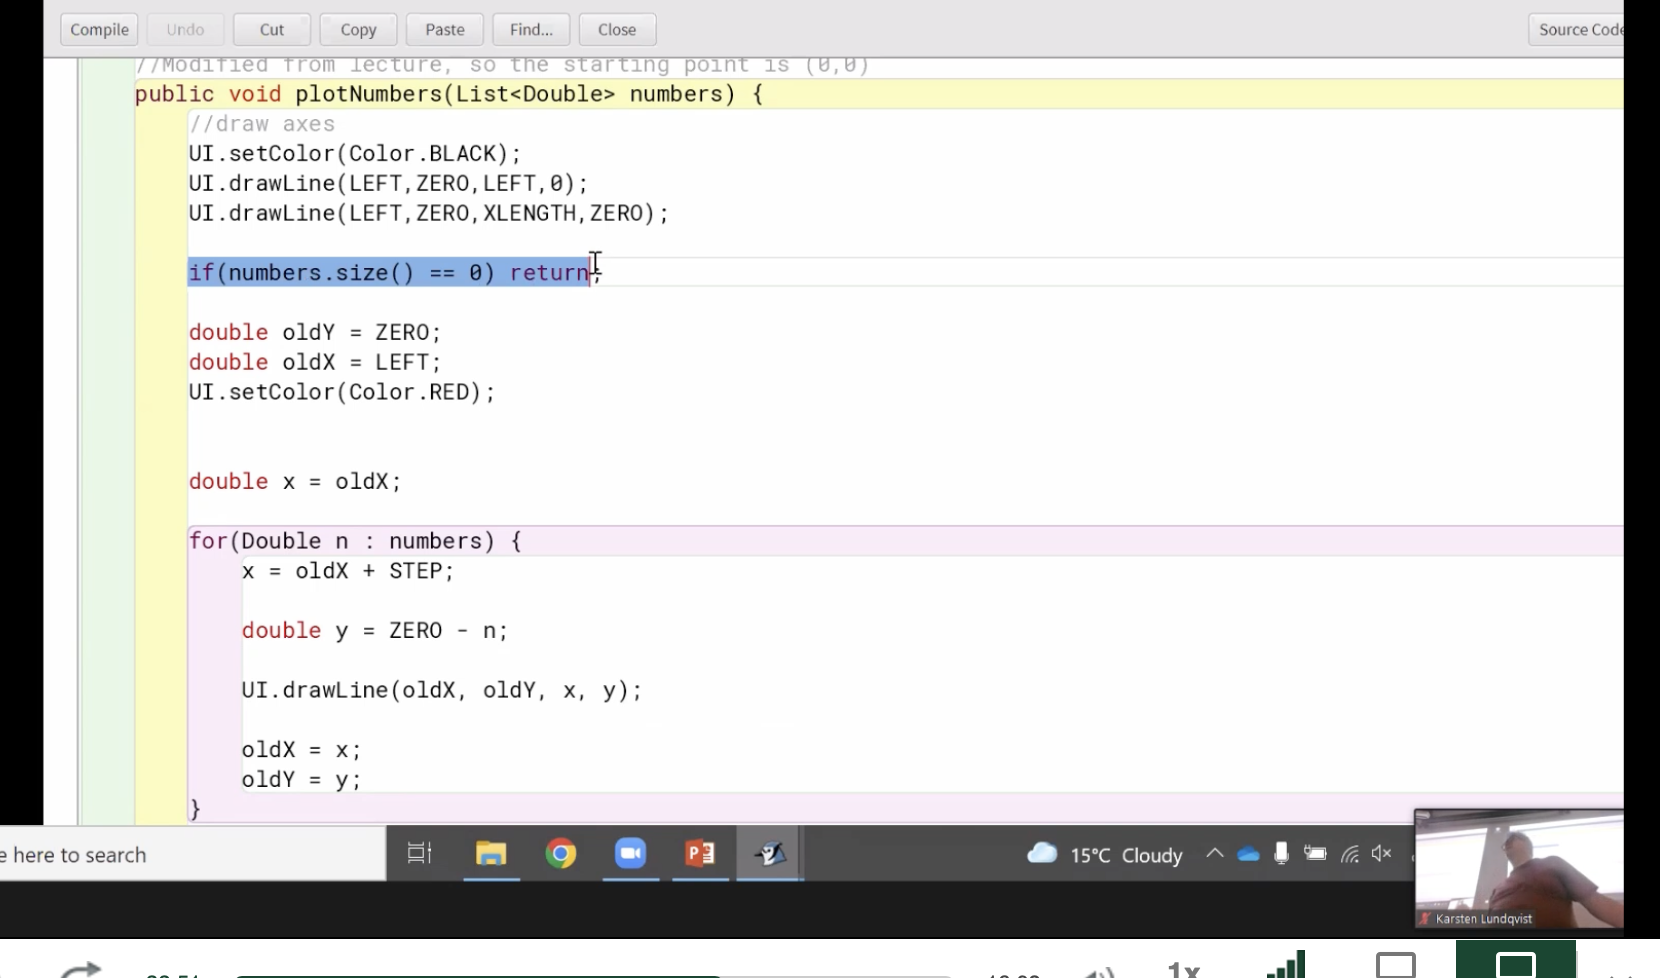 Compile Undo Cut Copy Paste Find... Close Source Code
//Modified from lecture, so the starting point is (0,0)
public void plotNumbers(List<Double> numbers) {
//draw axes
UI.setColor(Color.BLACK);
UI.drawLine(LEFT,ZERO,LEFT,0);
UI.drawLine(LEFT,ZERO,XLENGTH,ZERO);
if(numbers.size() == 0) return;
double oldY = ZERO;
double oldX = LEFT;
UI.setColor(Color.RED);
double x = oldX;
for(Double n : numbers) {
x = oldX + STEP;
double y = ZERO - n;
UI.drawLine(oldX, oldY, x, y);
oldX = x;
oldY = y;
}
e here to search
15°C Cloudy
Karsten Lundqvist
1x